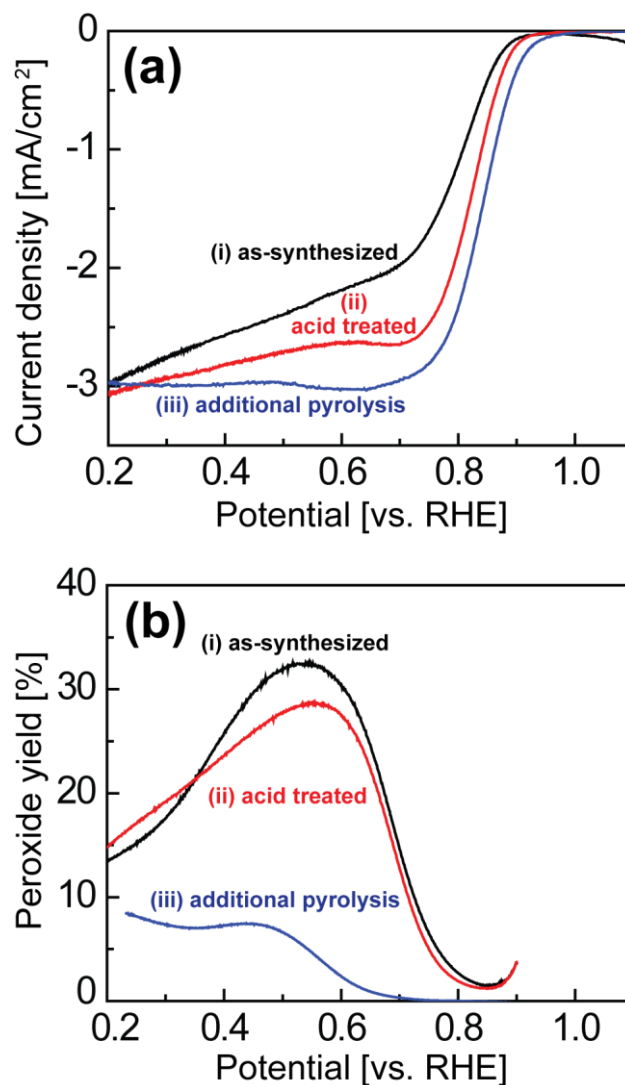 (a)
0
-1
-2
-3
Current density [mA/cm²]
(i) as-synthesized
(ii)
acid treated
(iii) additional pyrolysis
0.2 0.4 0.6 0.8 1.0
Potential [vs. RHE]
(b)
40
30
20
10
0
Peroxide yield [%]
(i) as-synthesized
(ii) acid treated
(iii) additional pyrolysis
0.2 0.4 0.6 0.8 1.0
Potential [vs. RHE]